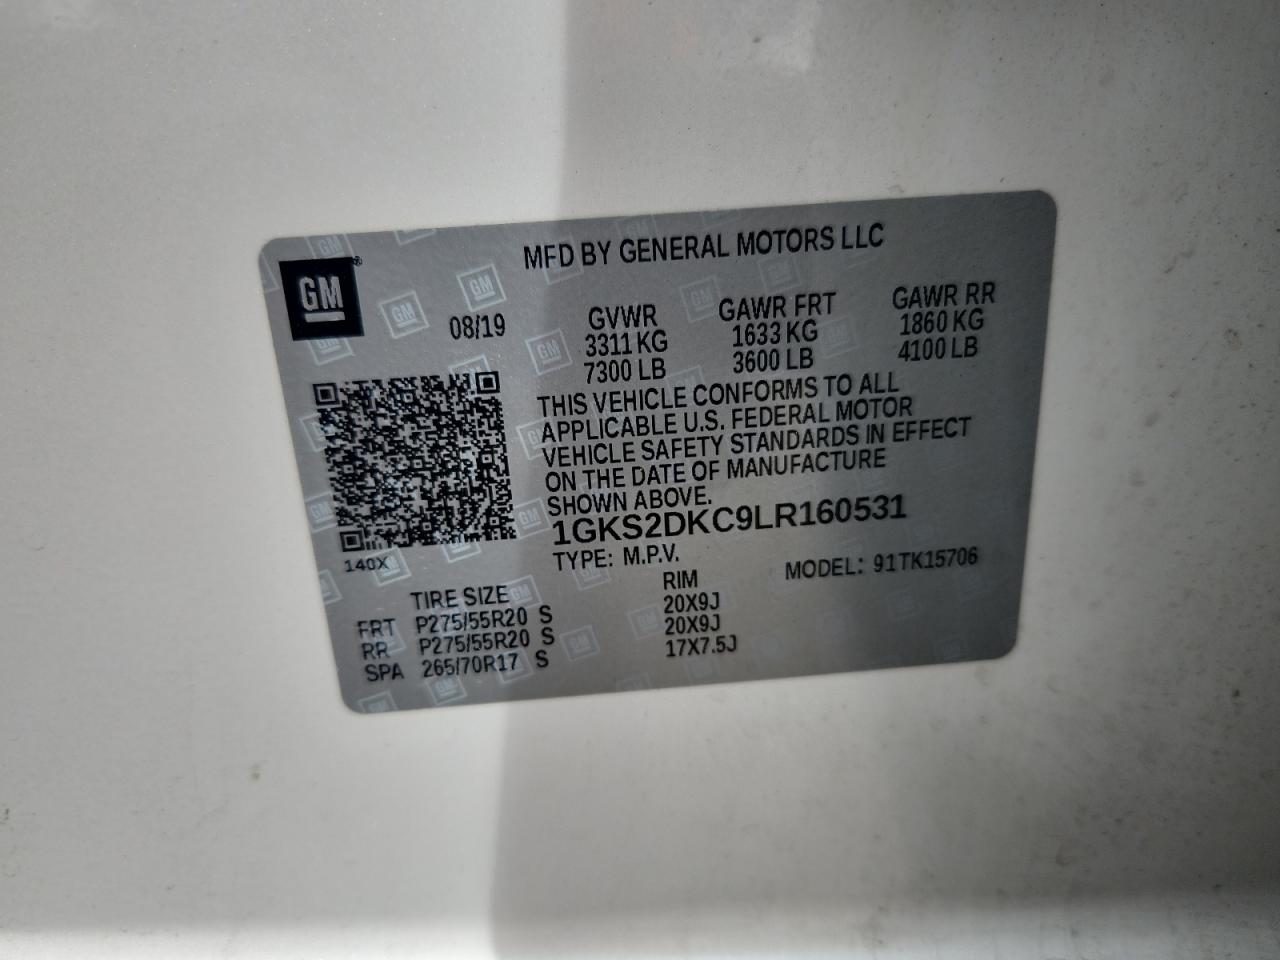 MFD BY GENERAL MOTORS LLC
GM®
08/19
GVWR GAWR FRT GAWR RR
3311 KG 1633 KG 1860 KG
7300 LB 3600 LB 4100 LB
THIS VEHICLE CONFORMS TO ALL
APPLICABLE U.S. FEDERAL MOTOR
VEHICLE SAFETY STANDARDS IN EFFECT
ON THE DATE OF MANUFACTURE
SHOWN ABOVE.
1GKS2DKC9LR160531
140X
TYPE: M.P.V. MODEL: 91TK15706
TIRE SIZE RIM
FRT P275/55R20 S 20X9J
RR P275/55R20 S 20X9J
SPA 265/70R17 S 17X7.5J